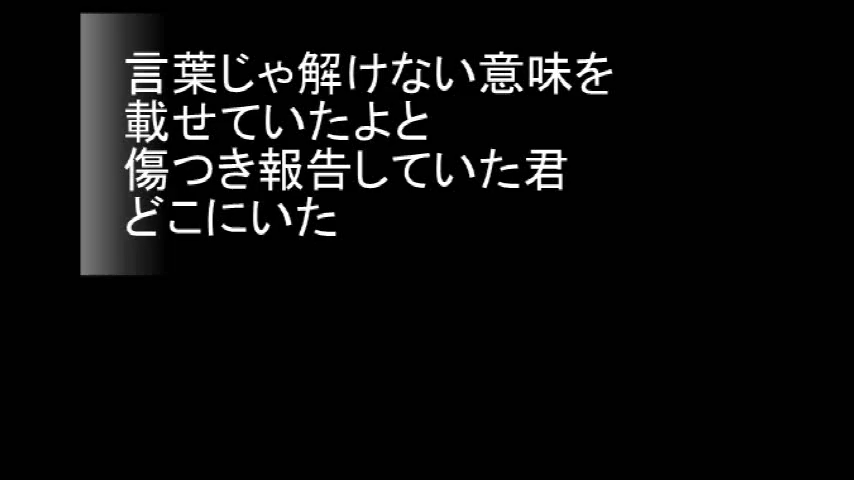 言葉じゃ解けない意味を
載せていたよと
傷つき報告していた君
どこにいた